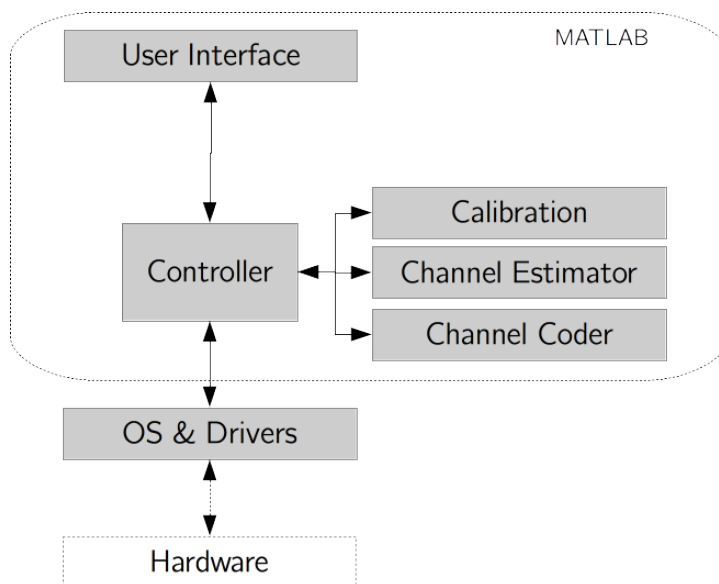 MATLAB
User Interface
Calibration
Controller
Channel Estimator
Channel Coder
OS & Drivers
Hardware